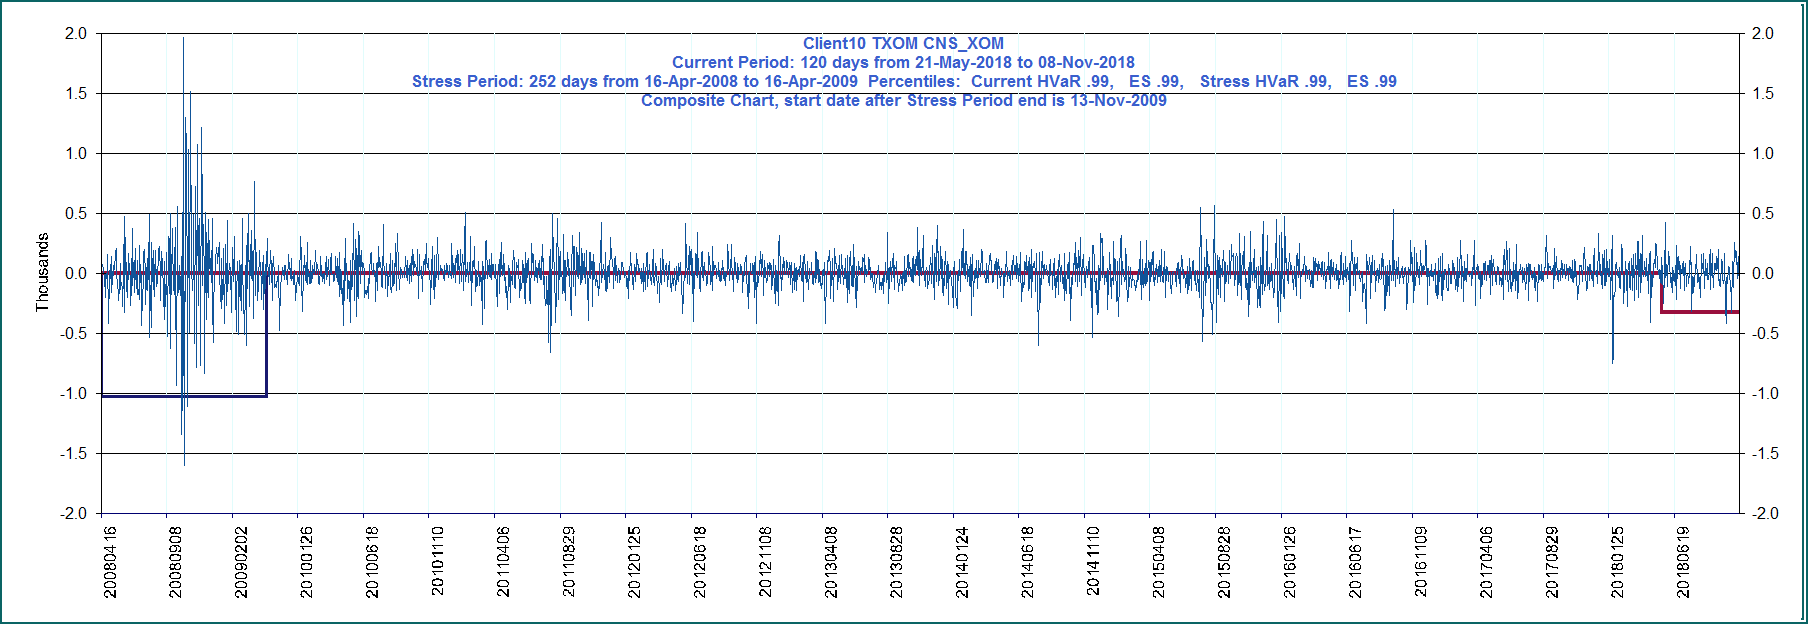 Client10 TXOM CNS_XOM
Current Period: 120 days from 21-May-2018 to 08-Nov-2018
Stress Period: 252 days from 16-Apr-2008 to 16-Apr-2009 Percentiles: Current HVaR .99, ES .99, Stress HVaR .99, ES .99
Composite Chart, start date after Stress Period end is 13-Nov-2009
Thousands
2.0 2.0
1.5 1.5
1.0 1.0
0.5 0.5
0.0 0.0
-0.5 -0.5
-1.0 -1.0
-1.5 -1.5
-2.0 -2.0
20080416 20080908 20090202 20100126 20100618 20101110 20110406 20110829 20120125 20120618 20121108 20130408 20130828 20140124 20140618 20141110 20150408 20150828 20160126 20160617 20161109 20170406 20170829 20180125 20180619